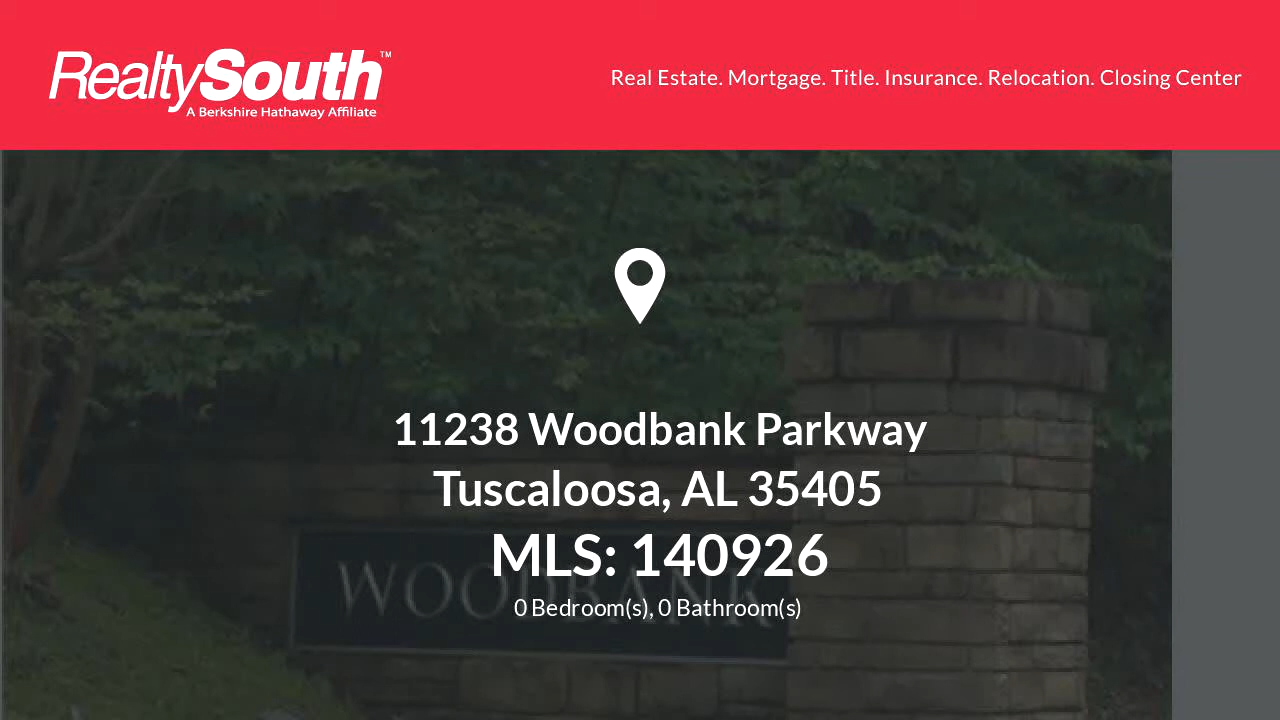 RealtySouth™
A Berkshire Hathaway Affiliate
Real Estate. Mortgage. Title. Insurance. Relocation. Closing Center
11238 Woodbank Parkway
Tuscaloosa, AL 35405
MLS: 140926
WOODBANK
0 Bedroom(s), 0 Bathroom(s)